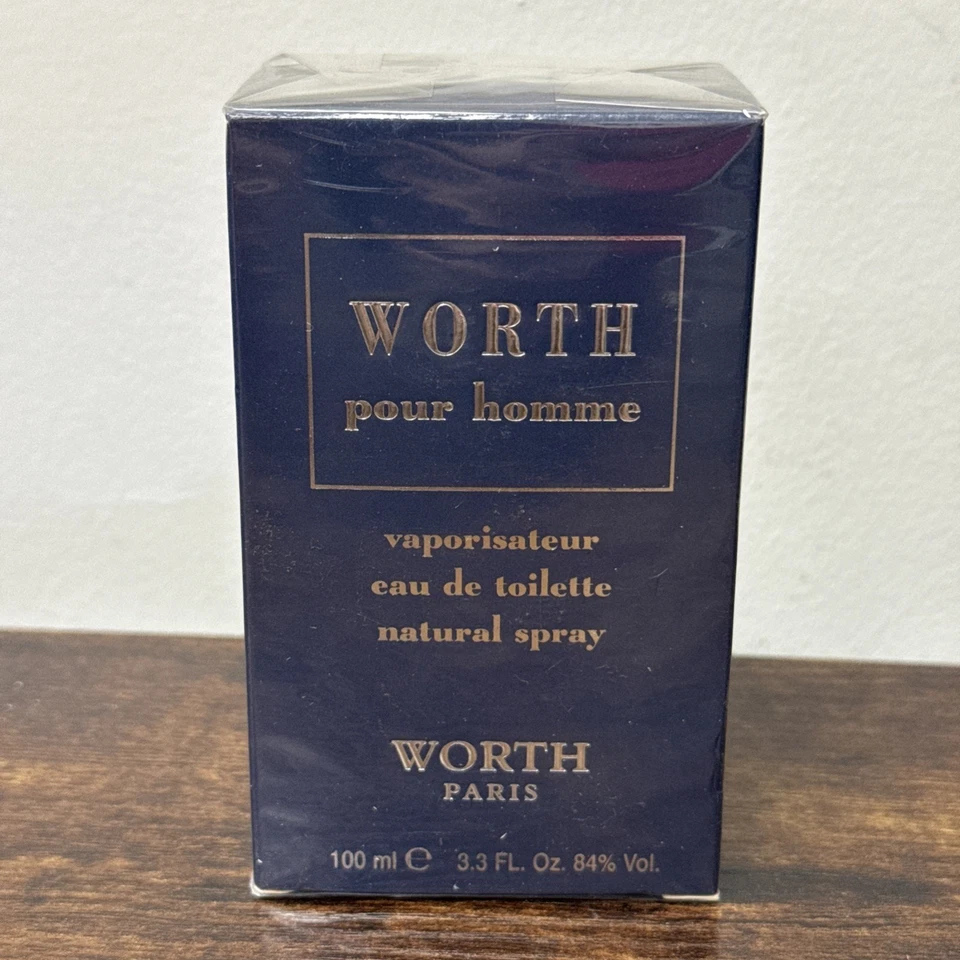 WORTH
pour homme
vaporisateur
eau de toilette
natural spray
WORTH
PARIS
100 ml ℮ 3.3 FL. Oz. 84% Vol.